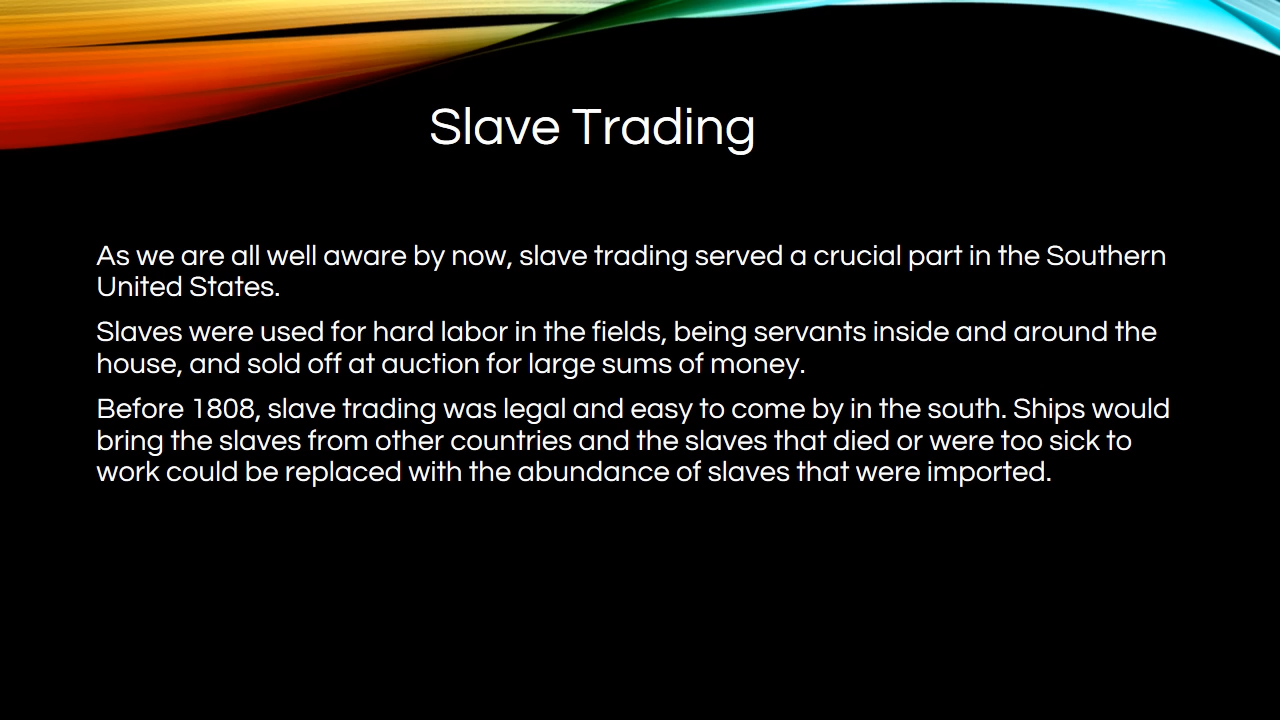 Slave Trading
As we are all well aware by now, slave trading served a crucial part in the Southern
United States.
Slaves were used for hard labor in the fields, being servants inside and around the
house, and sold off at auction for large sums of money.
Before 1808, slave trading was legal and easy to come by in the south. Ships would
bring the slaves from other countries and the slaves that died or were too sick to
work could be replaced with the abundance of slaves that were imported.